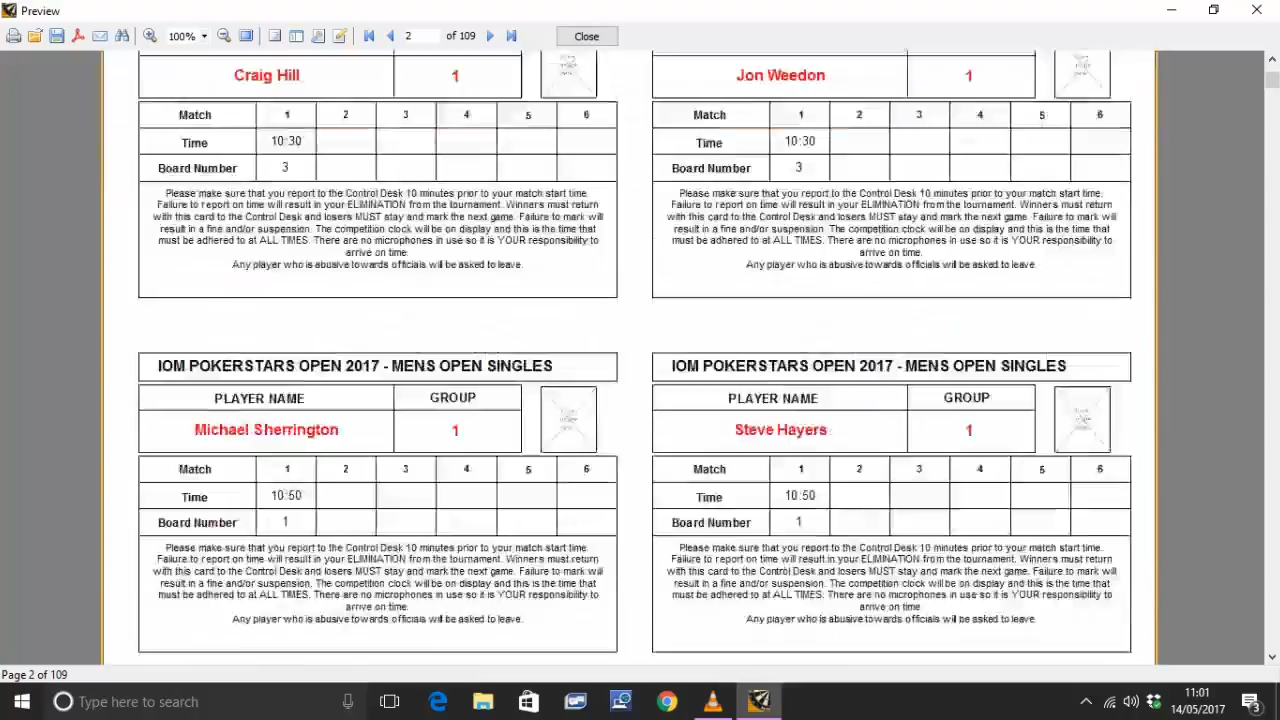 Preview
100%
2
of 109
Close
Craig Hill 1
Jon Weedon 1
Match 1 2 3 4 5 6
Time 10:30
Board Number 3
Please make sure that you report to the Control Desk 10 minutes prior to your match start time.
Failure to report on time will result in your ELIMINATION from the tournament. Winners must return
with this card to the Control Desk and losers MUST stay and mark the next game. Failure to mark will
result in a fine and/or suspension. The competition clock will be on display and this is the time that
must be adhered to at ALL TIMES. There are no microphones in use so it is YOUR responsibility to
arrive on time.
Any player who is abusive towards officials will be asked to leave.
Match 1 2 3 4 5 6
Time 10:30
Board Number 3
Please make sure that you report to the Control Desk 10 minutes prior to your match start time.
Failure to report on time will result in your ELIMINATION from the tournament. Winners must return
with this card to the Control Desk and losers MUST stay and mark the next game. Failure to mark will
result in a fine and/or suspension. The competition clock will be on display and this is the time that
must be adhered to at ALL TIMES. There are no microphones in use so it is YOUR responsibility to
arrive on time.
Any player who is abusive towards officials will be asked to leave.
IOM POKERSTARS OPEN 2017 - MENS OPEN SINGLES
PLAYER NAME GROUP
Michael Sherrington 1
Match 1 2 3 4 5 6
Time 10:50
Board Number 1
Please make sure that you report to the Control Desk 10 minutes prior to your match start time.
Failure to report on time will result in your ELIMINATION from the tournament. Winners must return
with this card to the Control Desk and losers MUST stay and mark the next game. Failure to mark will
result in a fine and/or suspension. The competition clock will be on display and this is the time that
must be adhered to at ALL TIMES. There are no microphones in use so it is YOUR responsibility to
arrive on time.
Any player who is abusive towards officials will be asked to leave.
IOM POKERSTARS OPEN 2017 - MENS OPEN SINGLES
PLAYER NAME GROUP
Steve Hayers 1
Match 1 2 3 4 5 6
Time 10:50
Board Number 1
Please make sure that you report to the Control Desk 10 minutes prior to your match start time.
Failure to report on time will result in your ELIMINATION from the tournament. Winners must return
with this card to the Control Desk and losers MUST stay and mark the next game. Failure to mark will
result in a fine and/or suspension. The competition clock will be on display and this is the time that
must be adhered to at ALL TIMES. There are no microphones in use so it is YOUR responsibility to
arrive on time.
Any player who is abusive towards officials will be asked to leave.
Page 2 of 109
Type here to search
11:01
14/05/2017
3